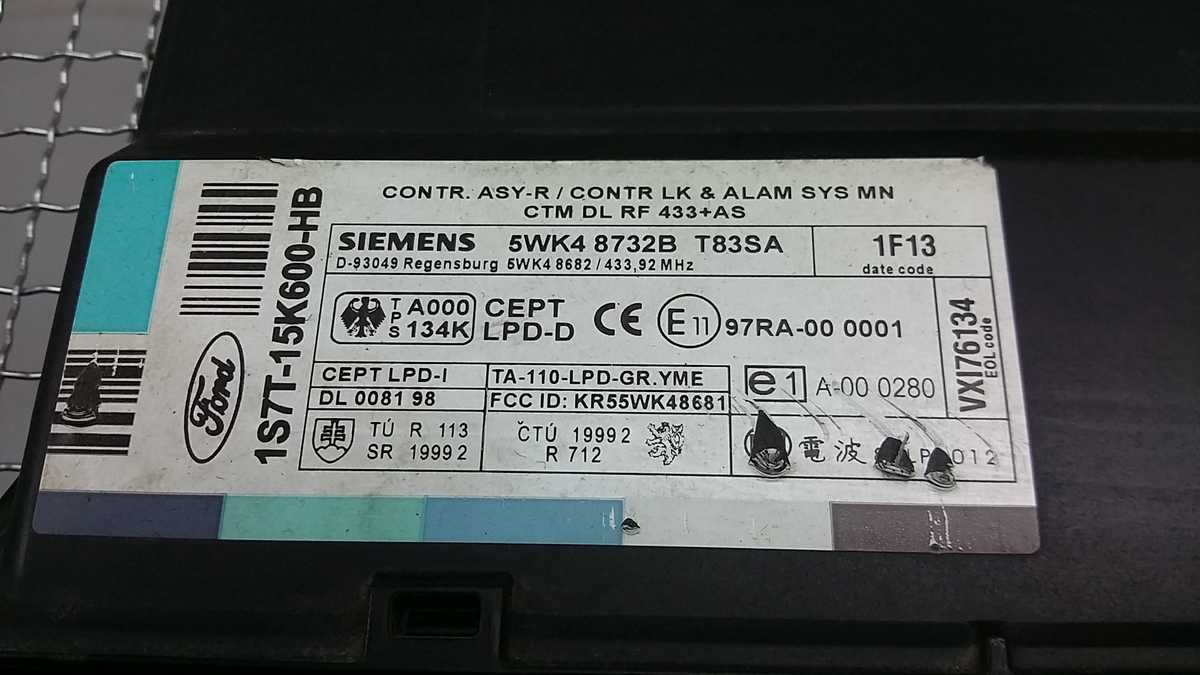 CONTR. ASY-R / CONTR LK & ALAM SYS MN
CTM DL RF 433+AS
SIEMENS 5WK4 8732B T83SA
D-93049 Regensburg 5WK4 8682 / 433,92 MHz
1F13
date code
TPS A000
134K
CEPT
LPD-D
CE
E11
97RA-00 0001
VXI76134
EOL code
CEPT LPD-I
DL 0081 98
TA-110-LPD-GR.YME
FCC ID: KR55WK48681
e1
A-00 0280
TÚ R 113
SR 1999 2
ČTÚ 1999 2
R 712
電波
012
Ford
1S7T-15K600-HB